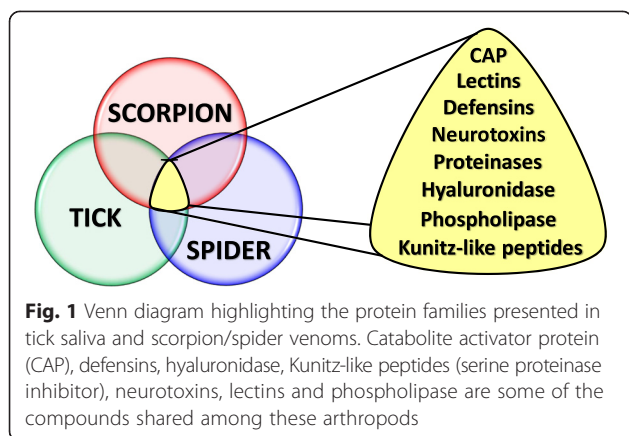 SCORPION
TICK
SPIDER
CAP
Lectins
Defensins
Neurotoxins
Proteinases
Hyaluronidase
Phospholipase
Kunitz-like peptides
Fig. 1 Venn diagram highlighting the protein families presented in
tick saliva and scorpion/spider venoms. Catabolite activator protein
(CAP), defensins, hyaluronidase, Kunitz-like peptides (serine proteinase
inhibitor), neurotoxins, lectins and phospholipase are some of the
compounds shared among these arthropods